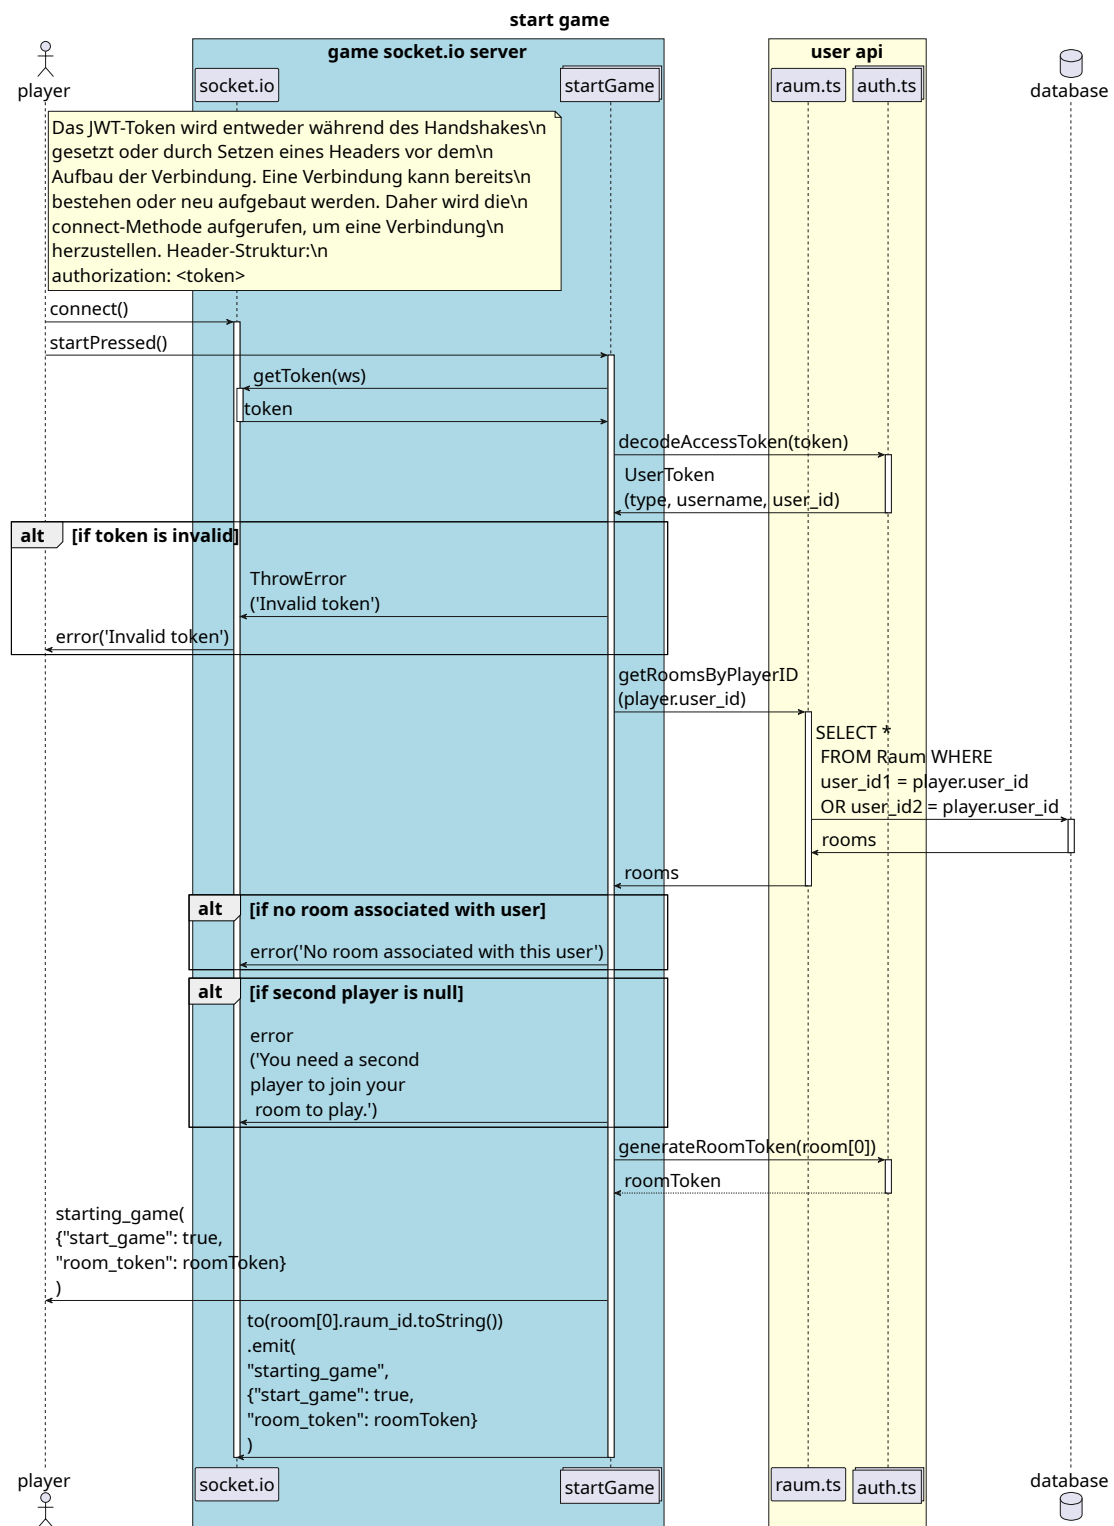 start game
game socket.io server
user api
player
socket.io
startGame
raum.ts
auth.ts
database
Das JWT-Token wird entweder während des Handshakes\n
gesetzt oder durch Setzen eines Headers vor dem\n
Aufbau der Verbindung. Eine Verbindung kann bereits\n
bestehen oder neu aufgebaut werden. Daher wird die\n
connect-Methode aufgerufen, um eine Verbindung\n
herzustellen. Header-Struktur:\n
authorization: <token>
connect()
startPressed()
getToken(ws)
token
decodeAccessToken(token)
UserToken
(type, username, user_id)
alt
[if token is invalid]
ThrowError
('Invalid token')
error('Invalid token')
getRoomsByPlayerID
(player.user_id)
SELECT *
FROM Raum WHERE
user_id1 = player.user_id
OR user_id2 = player.user_id
rooms
rooms
alt
[if no room associated with user]
error('No room associated with this user')
alt
[if second player is null]
error
('You need a second
player to join your
room to play.')
generateRoomToken(room[0])
roomToken
starting_game(
{"start_game": true,
"room_token": roomToken}
)
to(room[0].raum_id.toString())
.emit(
"starting_game",
{"start_game": true,
"room_token": roomToken}
)
player
socket.io
startGame
raum.ts
auth.ts
database